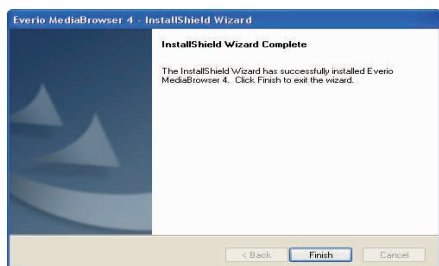 Everio MediaBrowser 4 - InstallShield Wizard
InstallShield Wizard Complete
The InstallShield Wizard has successfully installed Everio
MediaBrowser 4. Click Finish to exit the wizard.
< Back
Finish
Cancel